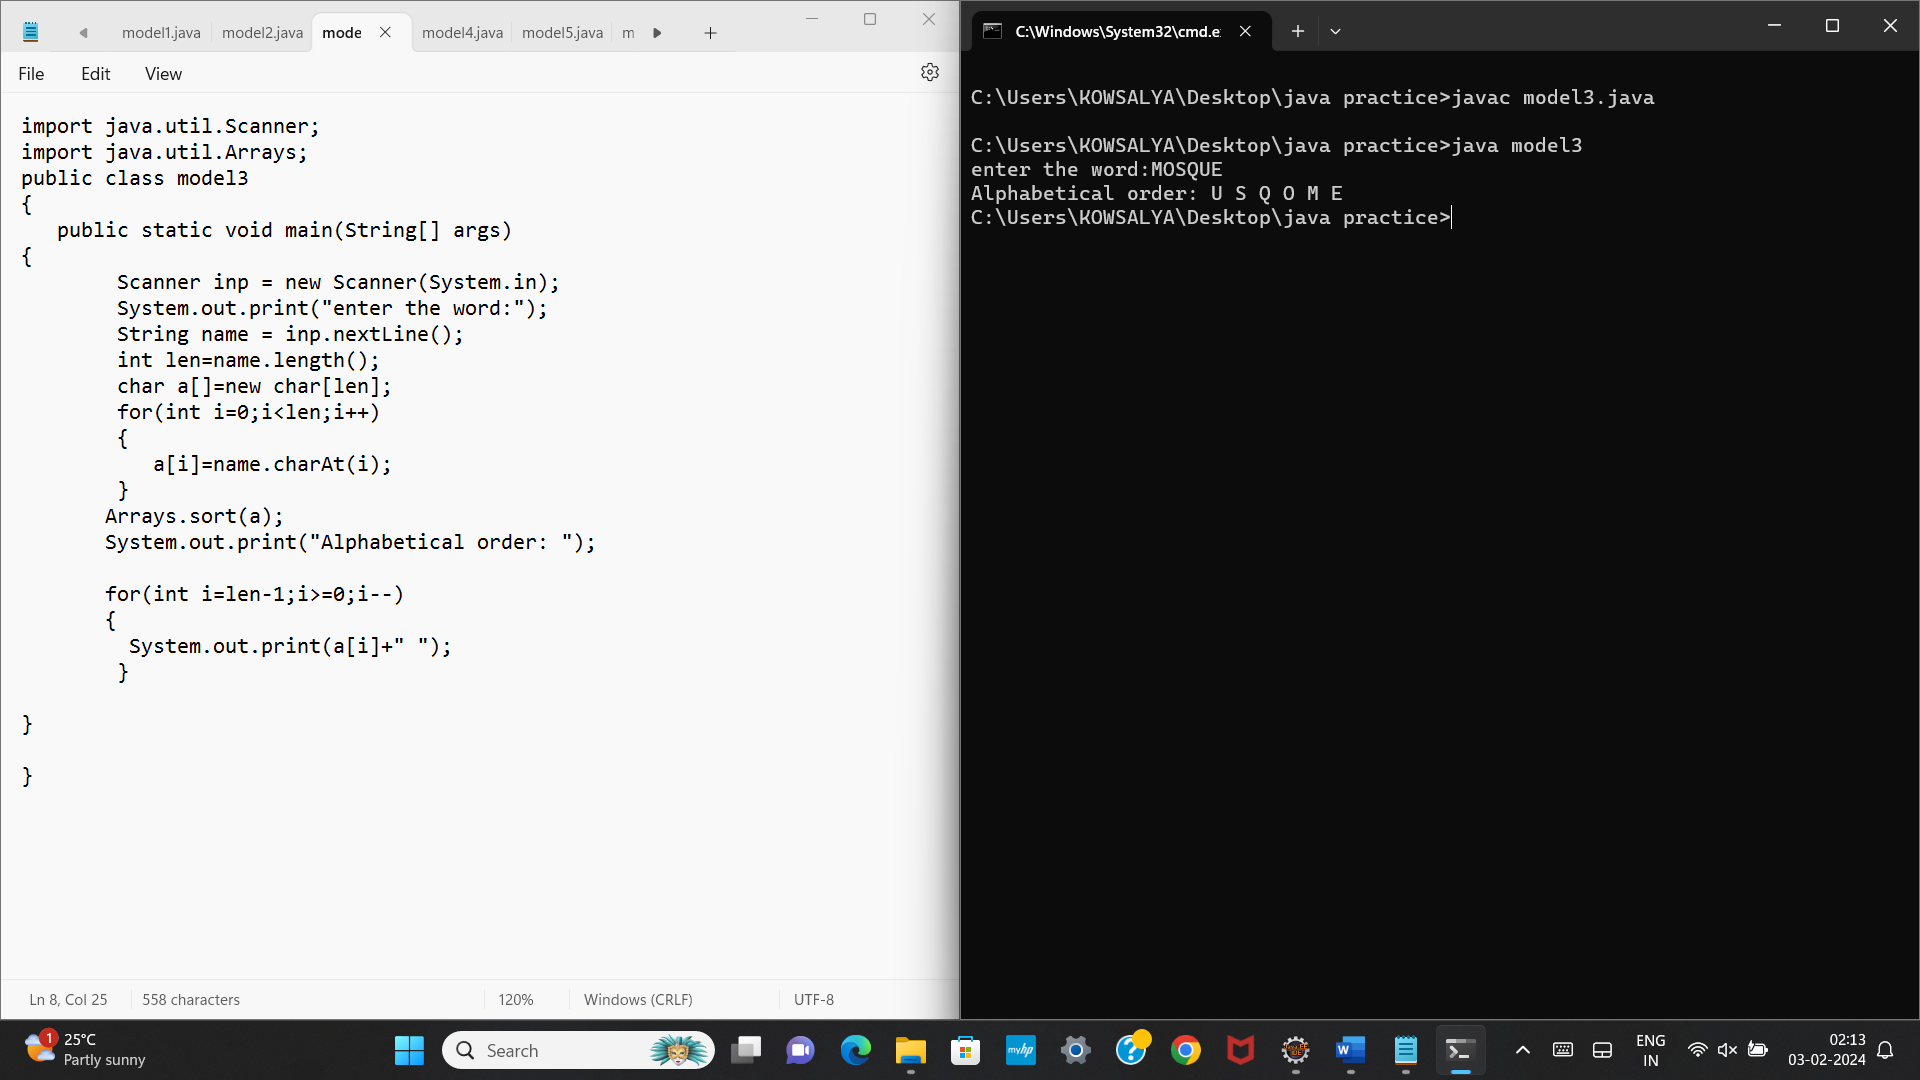 model1.java model2.java mode model4.java model5.java m
File Edit View
import java.util.Scanner;
import java.util.Arrays;
public class model3
{
public static void main(String[] args)
{
Scanner inp = new Scanner(System.in);
System.out.print("enter the word:");
String name = inp.nextLine();
int len=name.length();
char a[]=new char[len];
for(int i=0;i<len;i++)
{
a[i]=name.charAt(i);
}
Arrays.sort(a);
System.out.print("Alphabetical order: ");
for(int i=len-1;i>=0;i--)
{
System.out.print(a[i]+" ");
}
}
}
Ln 8, Col 25 558 characters 120% Windows (CRLF) UTF-8
C:\Windows\System32\cmd.e
C:\Users\KOWSALYA\Desktop\java practice>javac model3.java
C:\Users\KOWSALYA\Desktop\java practice>java model3
enter the word:MOSQUE
Alphabetical order: U S Q O M E
C:\Users\KOWSALYA\Desktop\java practice>
1 25°C
Partly sunny
Search
myhp
W
ENG
IN
02:13
03-02-2024